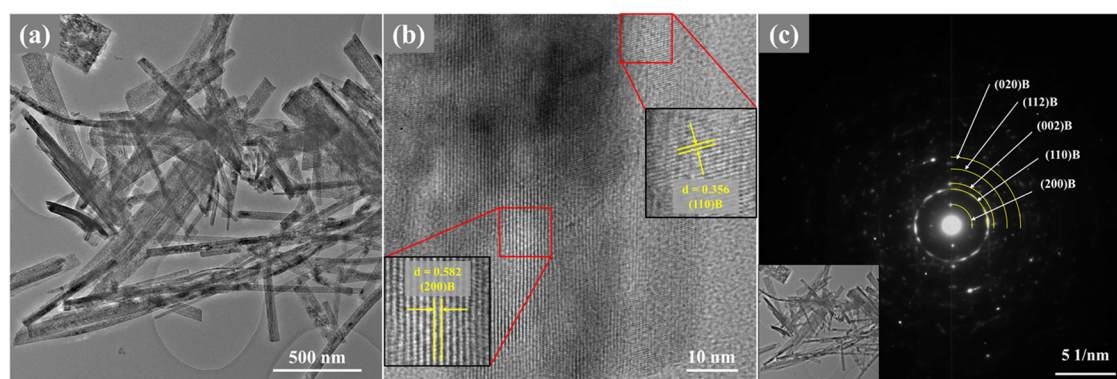 (a)
500 nm
(b)
d = 0.356
(110)B
d = 0.582
(200)B
10 nm
(c)
(020)B
(112)B
(002)B
(110)B
(200)B
5 1/nm